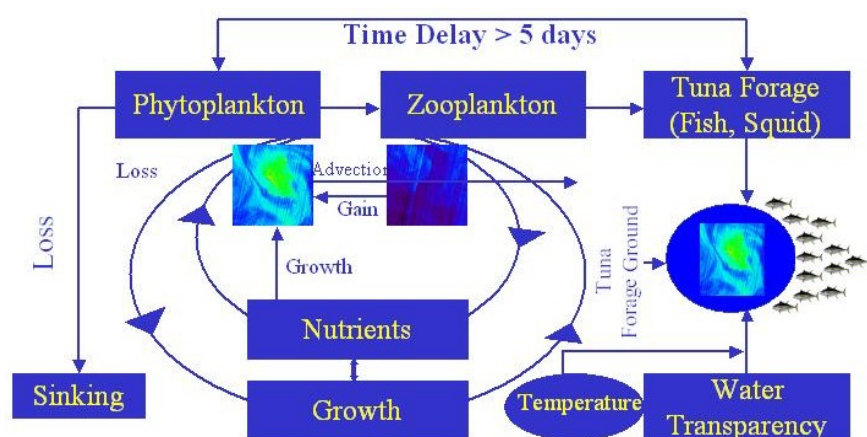 Time Delay > 5 days
Phytoplankton
Zooplankton
Tuna Forage
(Fish, Squid)
Loss
Advection
Gain
Loss
Growth
Tuna
Forage Ground
Nutrients
Sinking
Growth
Temperature
Water
Transparency